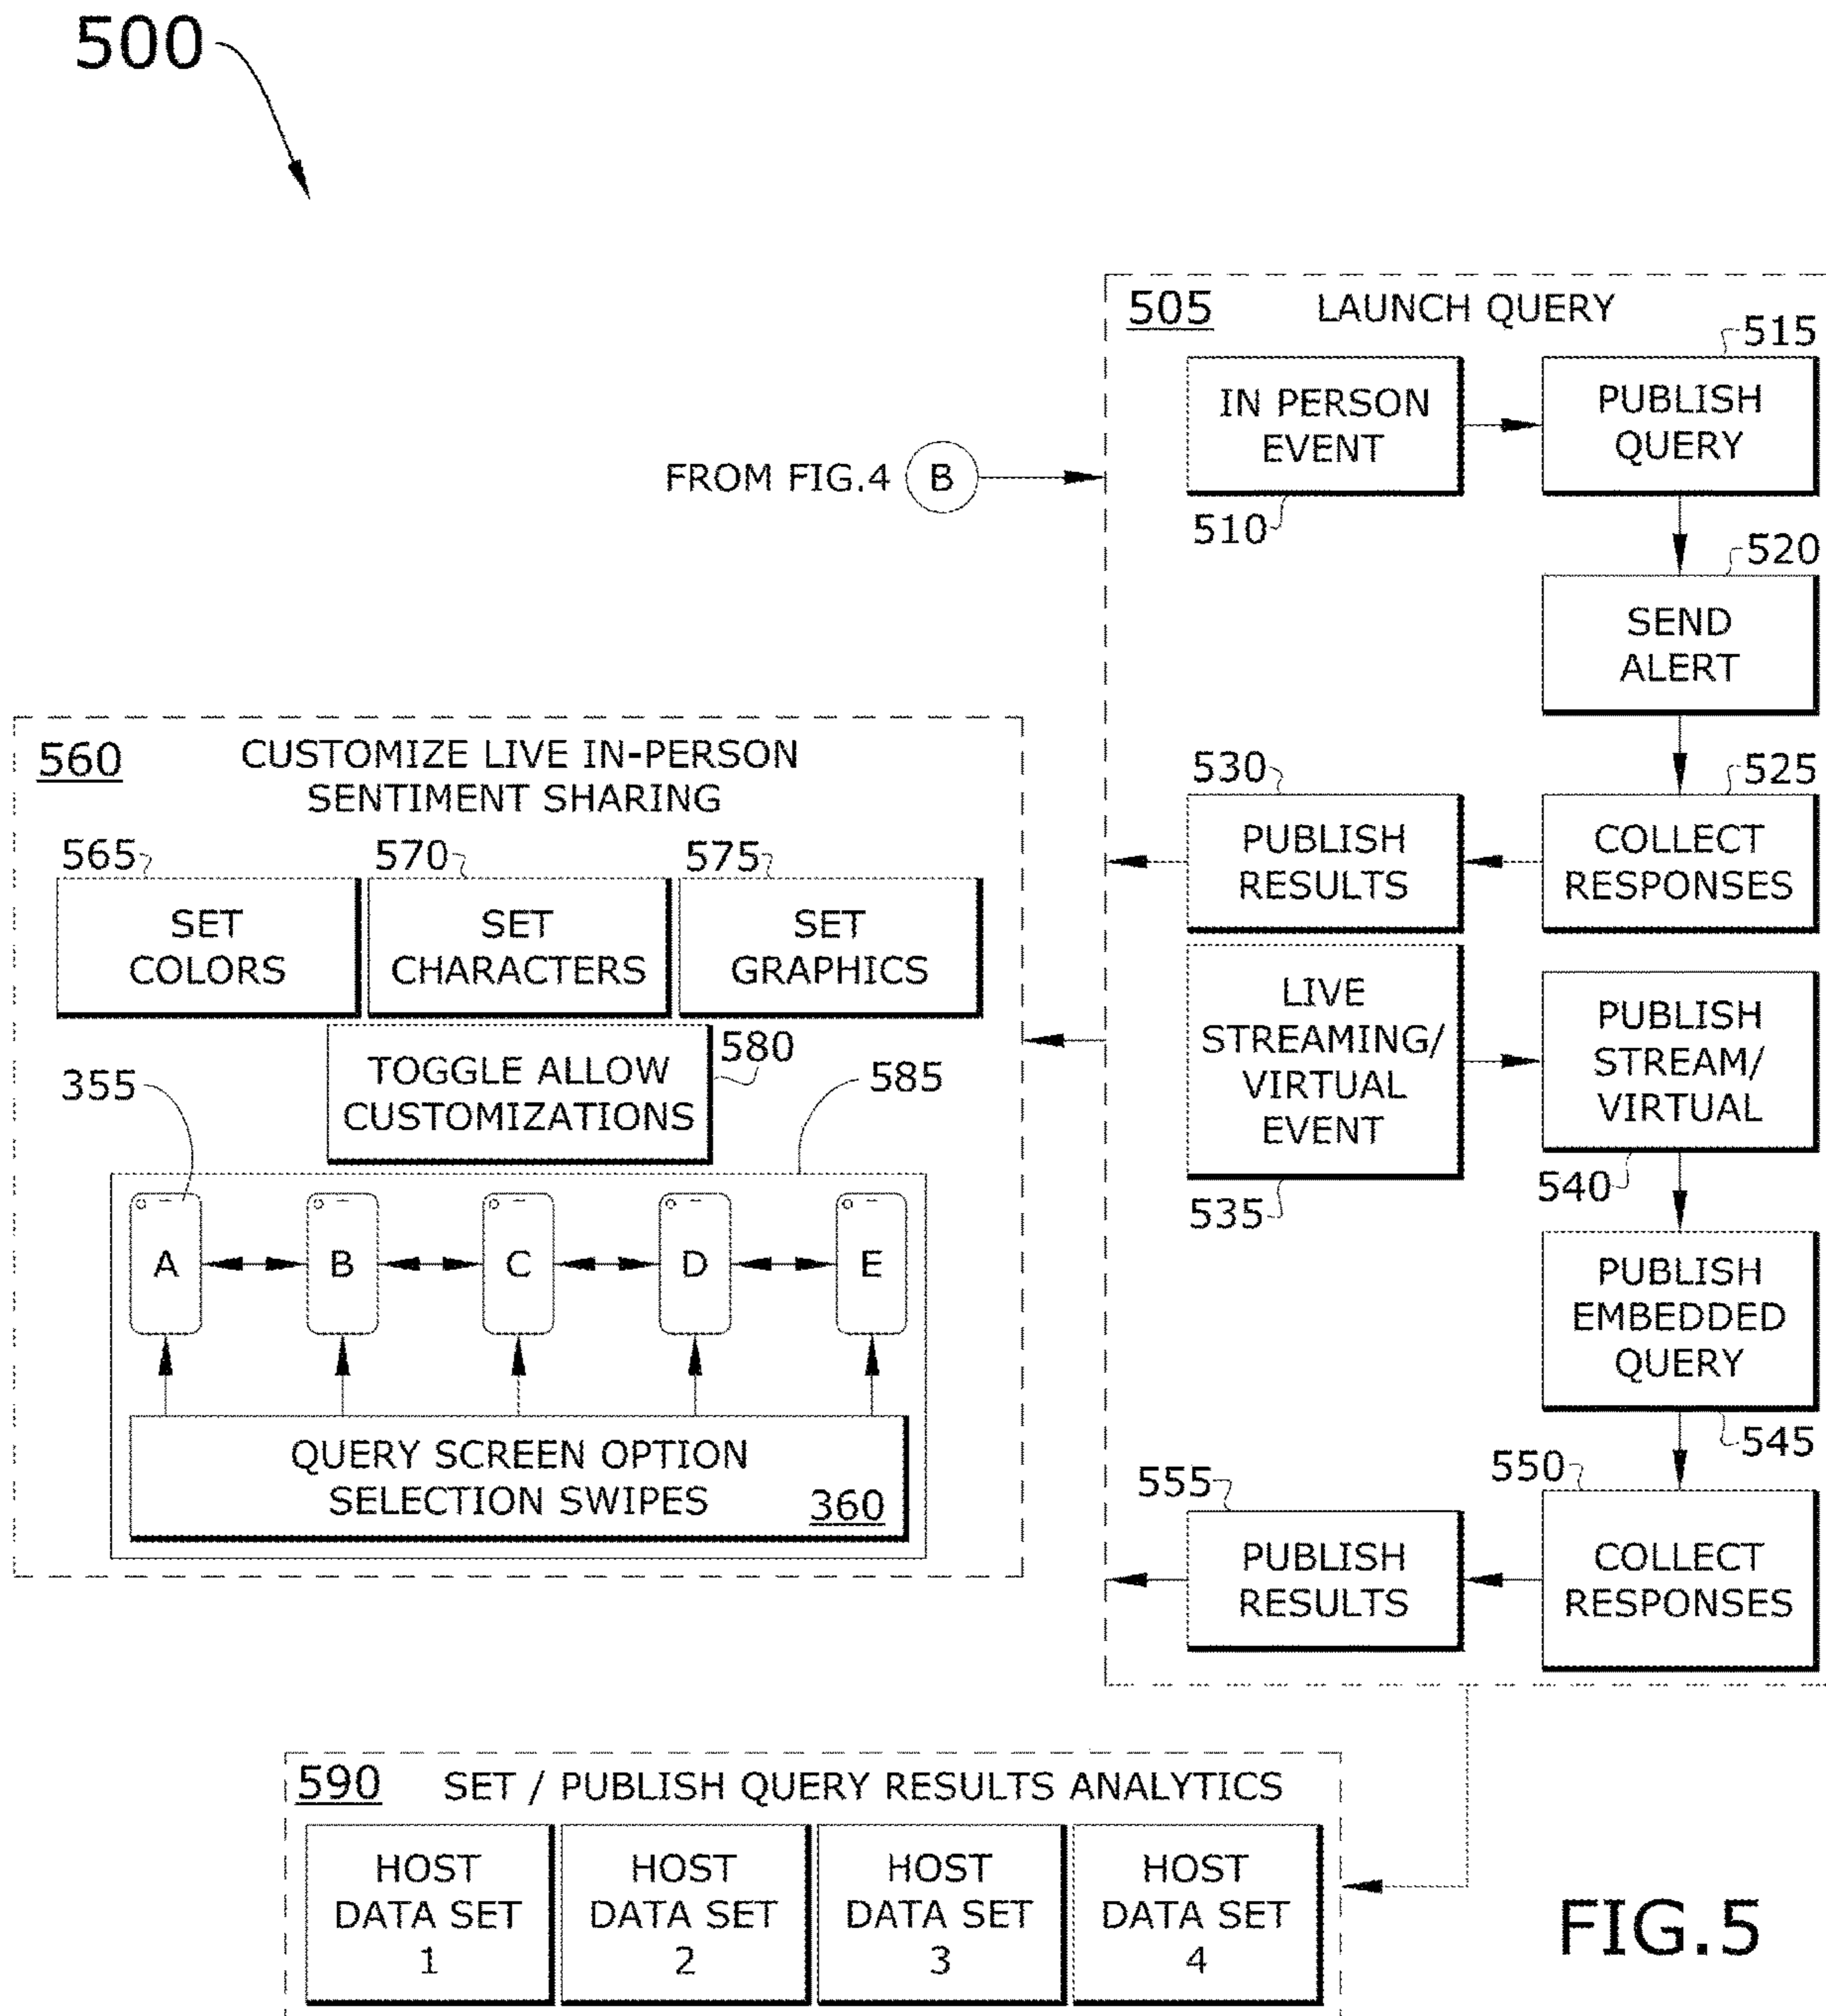 500
505 LAUNCH QUERY
515
IN PERSON
EVENT
510
PUBLISH
QUERY
FROM FIG.4 B
520
SEND
ALERT
530
PUBLISH
RESULTS
525
COLLECT
RESPONSES
LIVE
STREAMING/
VIRTUAL
EVENT
535
PUBLISH
STREAM/
VIRTUAL
540
PUBLISH
EMBEDDED
QUERY
545
550
COLLECT
RESPONSES
555
PUBLISH
RESULTS
560 CUSTOMIZE LIVE IN-PERSON
SENTIMENT SHARING
565
SET
COLORS
570
SET
CHARACTERS
575
SET
GRAPHICS
TOGGLE ALLOW
CUSTOMIZATIONS
580
355
585
A B C D E
QUERY SCREEN OPTION
SELECTION SWIPES
360
590 SET / PUBLISH QUERY RESULTS ANALYTICS
HOST
DATA SET
1
HOST
DATA SET
2
HOST
DATA SET
3
HOST
DATA SET
4
FIG.5